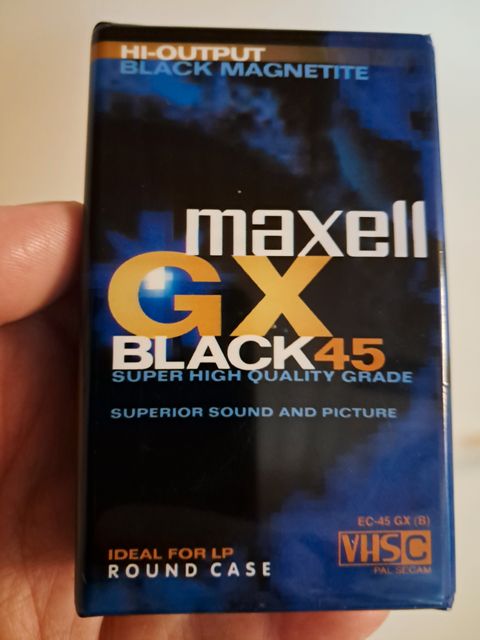 HI-OUTPUT
BLACK MAGNETITE
maxell
GX
BLACK45
SUPER HIGH QUALITY GRADE
SUPERIOR SOUND AND PICTURE
EC-45 GX (B)
VHSC
PAL SECAM
IDEAL FOR LP
ROUND CASE